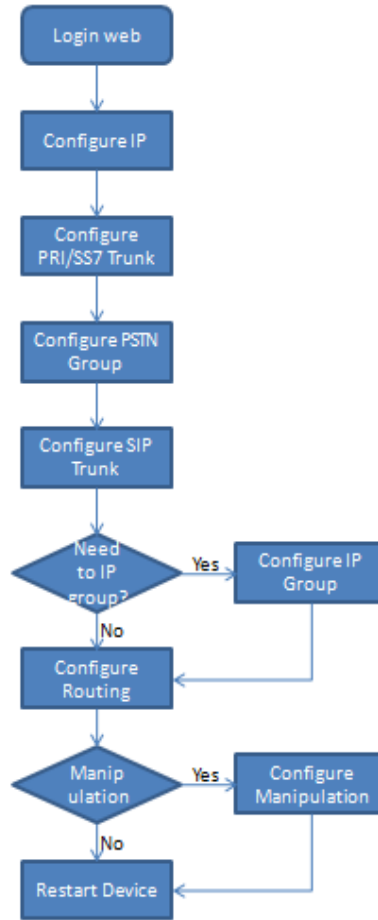 Login web
Configure IP
Configure
PRI/SS7 Trunk
Configure PSTN
Group
Configure SIP
Trunk
Need
to IP
group?
Yes
Configure IP
Group
No
Configure
Routing
Manip
ulation
Yes
Configure
Manipulation
No
Restart Device